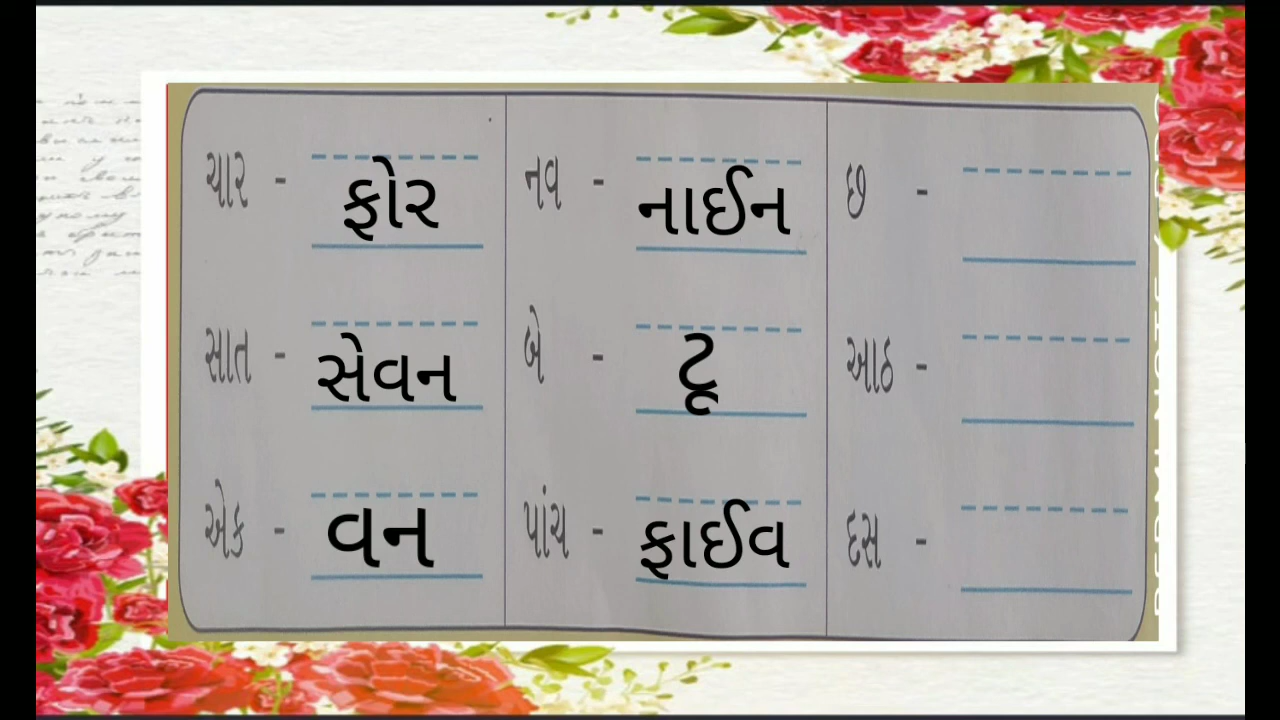 ચાર - ફોર
સાત - સેવન
એક - વન
નવ - નાઈન
બે - ટૂ
પાંચ - ફાઈવ
છ -
આઠ -
દસ -